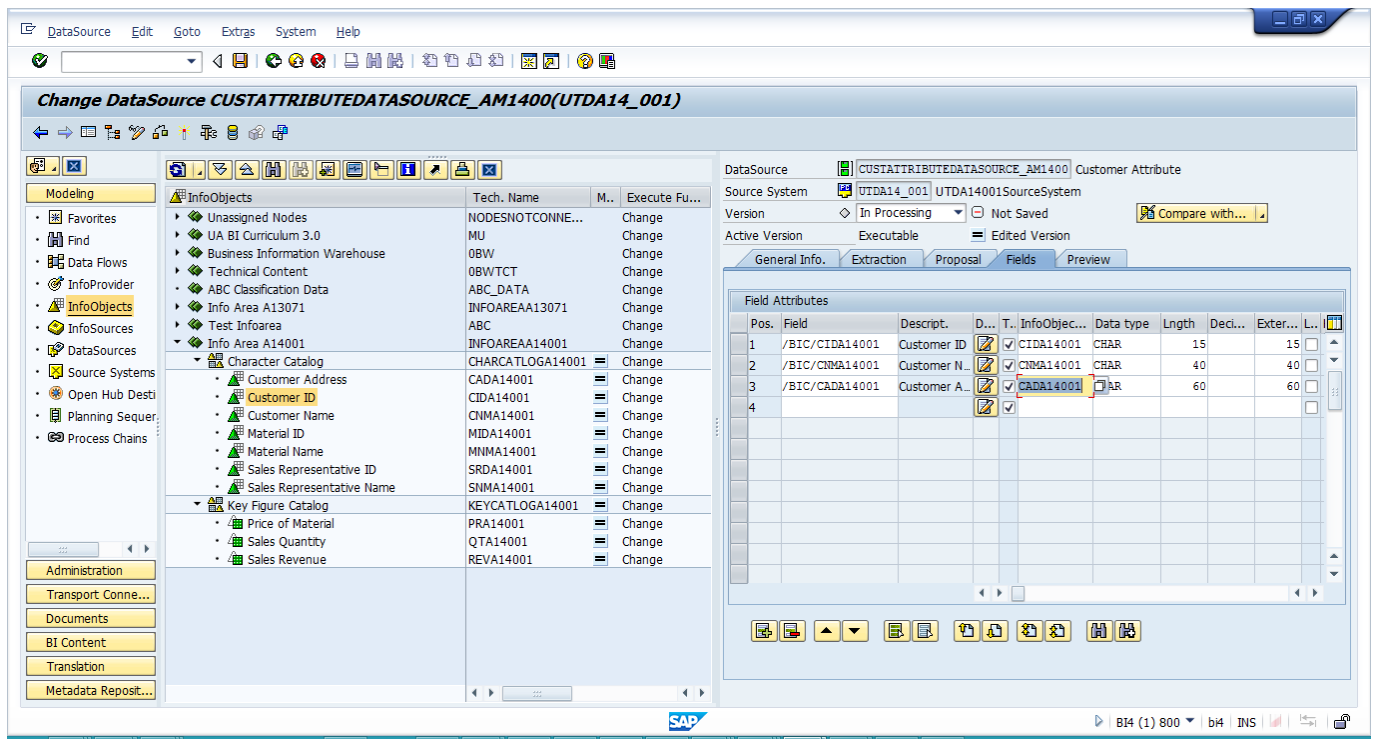 DataSource Edit Goto Extras System Help
Change DataSource CUSTATTRIBUTEDATASOURCE_AM1400(UTDA14_001)
Modeling
Favorites
Find
Data Flows
InfoProvider
InfoObjects
InfoSources
DataSources
Source Systems
Open Hub Desti
Planning Sequer
Process Chains
Administration
Transport Conne...
Documents
BI Content
Translation
Metadata Reposit...
InfoObjects Tech. Name M.. Execute Fu...
Unassigned Nodes NODESNOTCONNE... Change
UA BI Curriculum 3.0 MU Change
Business Information Warehouse 0BW Change
Technical Content 0BWTCT Change
ABC Classification Data ABC_DATA Change
Info Area A13071 INFOAREAA13071 Change
Test Infoarea ABC Change
Info Area A14001 INFOAREAA14001 Change
Character Catalog CHARCATLOGA14001 = Change
Customer Address CADA14001 = Change
Customer ID CIDA14001 = Change
Customer Name CNMA14001 = Change
Material ID MIDA14001 = Change
Material Name MNMA14001 = Change
Sales Representative ID SRDA14001 = Change
Sales Representative Name SNMA14001 = Change
Key Figure Catalog KEYCATLOGA14001 = Change
Price of Material PRA14001 = Change
Sales Quantity QTA14001 = Change
Sales Revenue REVA14001 = Change
DataSource CUSTATTRIBUTEDATASOURCE_AM1400 Customer Attribute
Source System UTDA14_001 UTDA14001SourceSystem
Version In Processing Not Saved Compare with...
Active Version Executable = Edited Version
General Info. Extraction Proposal Fields Preview
Field Attributes
Pos. Field Descript. D... T.. InfoObjec... Data type Lngth Deci... Exter... L..
1 /BIC/CIDA14001 Customer ID CIDA14001 CHAR 15 15
2 /BIC/CNMA14001 Customer N.. CNMA14001 CHAR 40 40
3 /BIC/CADA14001 Customer A.. CADA14001 AR 60 60
4
SAP
BI4 (1) 800 bi4 INS